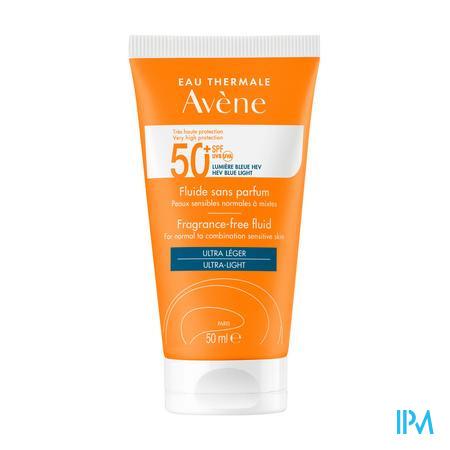 EAU THERMALE
Avène
Très haute protection
Very high protection
50+ SPF
UVB-UVA
LUMIÈRE BLEUE HEV
HEV BLUE LIGHT
Fluide sans parfum
Peaux sensibles normales à mixtes
Fragrance-free fluid
For normal to combination sensitive skin
ULTRA LÉGER
ULTRA-LIGHT
PARIS
50 ml e
IPM